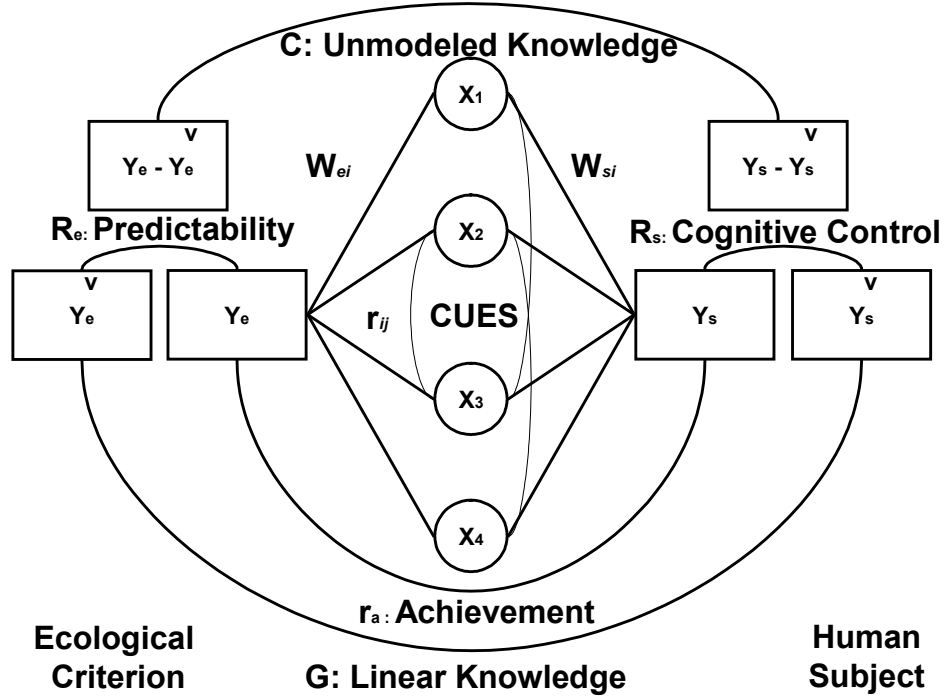 C: Unmodeled Knowledge
X1
v
Ye - Ye
Wei
Wsi
v
Ys - Ys
Re: Predictability
X2
Rs: Cognitive Control
v
Ye
Ye
rij
CUES
Ys
v
Ys
X3
X4
ra : Achievement
Ecological
Criterion
G: Linear Knowledge
Human
Subject